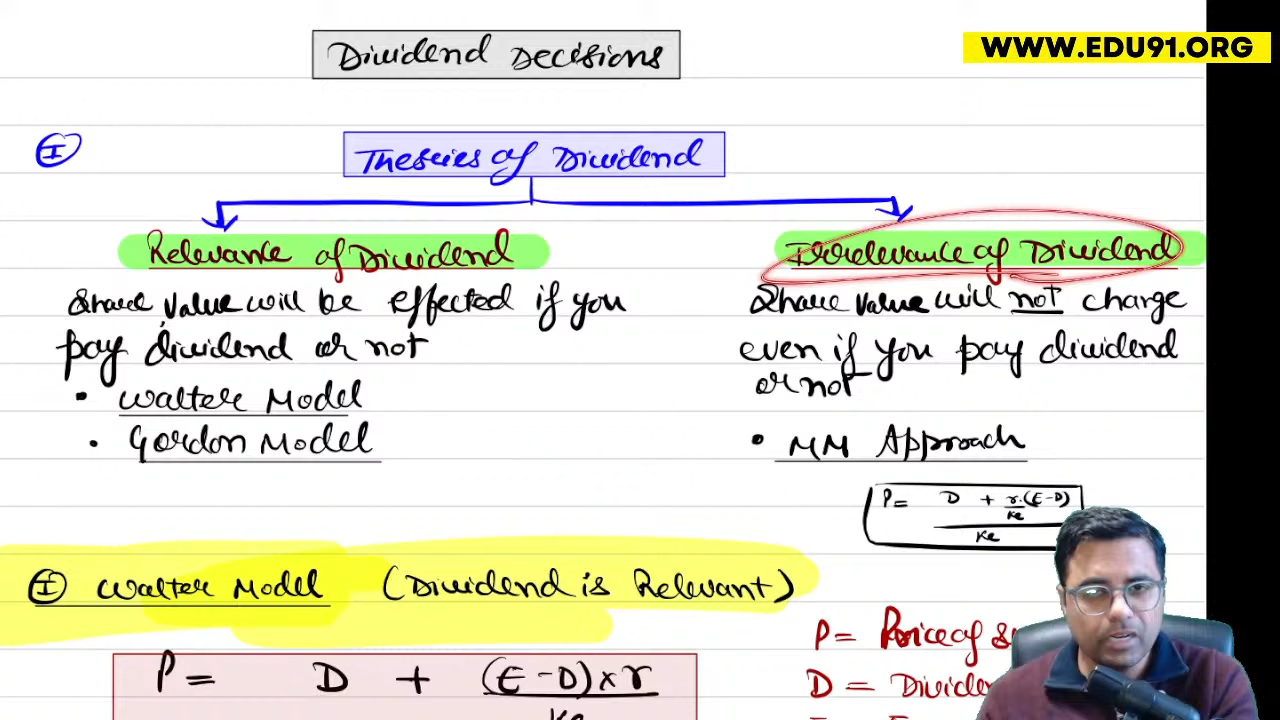 WWW.EDU91.ORG
Dividend Decisions
I
Theories of Dividend
Relevance of Dividend
Share value will be effected if you
pay dividend or not
• Walter Model
• Gordon Model
Irrelevance of Dividend
Share value will not change
even if you pay dividend
or not
• MM Approach
P = D + r/Ke (E-D)
Ke
I Walter Model (Dividend is Relevant)
P = D + (E-D)×r
Ke
P = Price of
D =